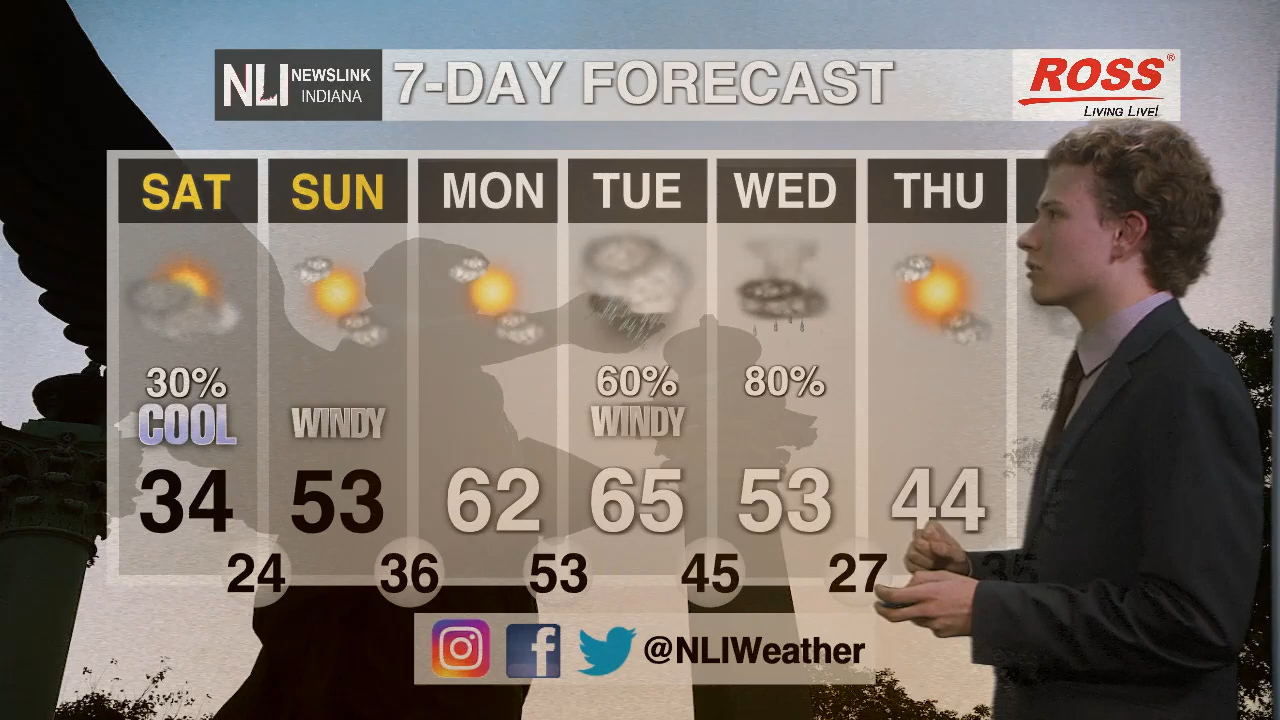 NLI NEWSLINK INDIANA
7-DAY FORECAST
ROSS®
LIVING LIVE!
SAT SUN MON TUE WED THU
30% 60% 80%
COOL WINDY WINDY
34 53 62 65 53 44
24 36 53 45 27 35
@NLIWeather